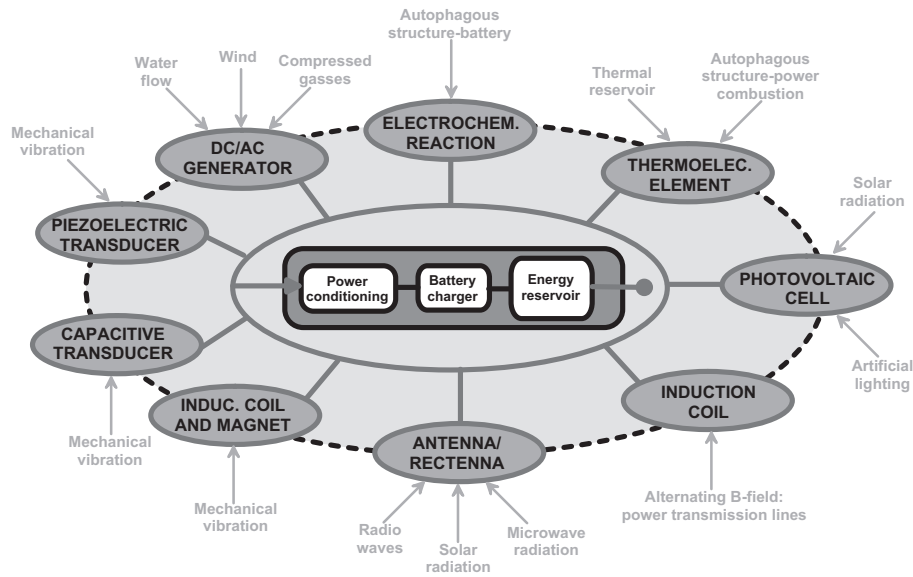 Autophagous
structure-battery
Water
flow
Wind
Compressed
gasses
Thermal
reservoir
Autophagous
structure-power
combustion
Mechanical
vibration
DC/AC
GENERATOR
ELECTROCHEM.
REACTION
THERMOELEC.
ELEMENT
Solar
radiation
PIEZOELECTRIC
TRANSDUCER
Power
conditioning
Battery
charger
Energy
reservoir
PHOTOVOLTAIC
CELL
CAPACITIVE
TRANSDUCER
Artificial
lighting
INDUC. COIL
AND MAGNET
INDUCTION
COIL
Mechanical
vibration
ANTENNA/
RECTENNA
Mechanical
vibration
Radio
waves
Solar
radiation
Microwave
radiation
Alternating B-field:
power transmission lines